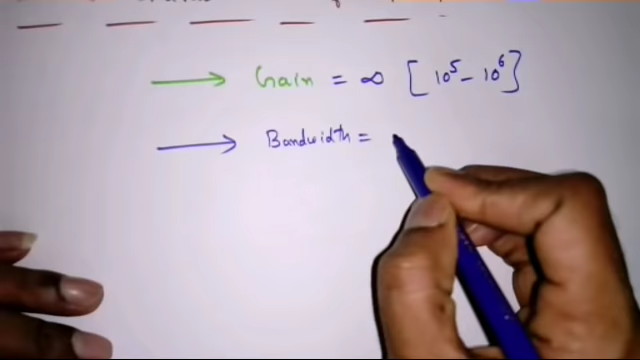 → Gain = ∞ [10⁵ - 10⁶]
→ Bandwidth =